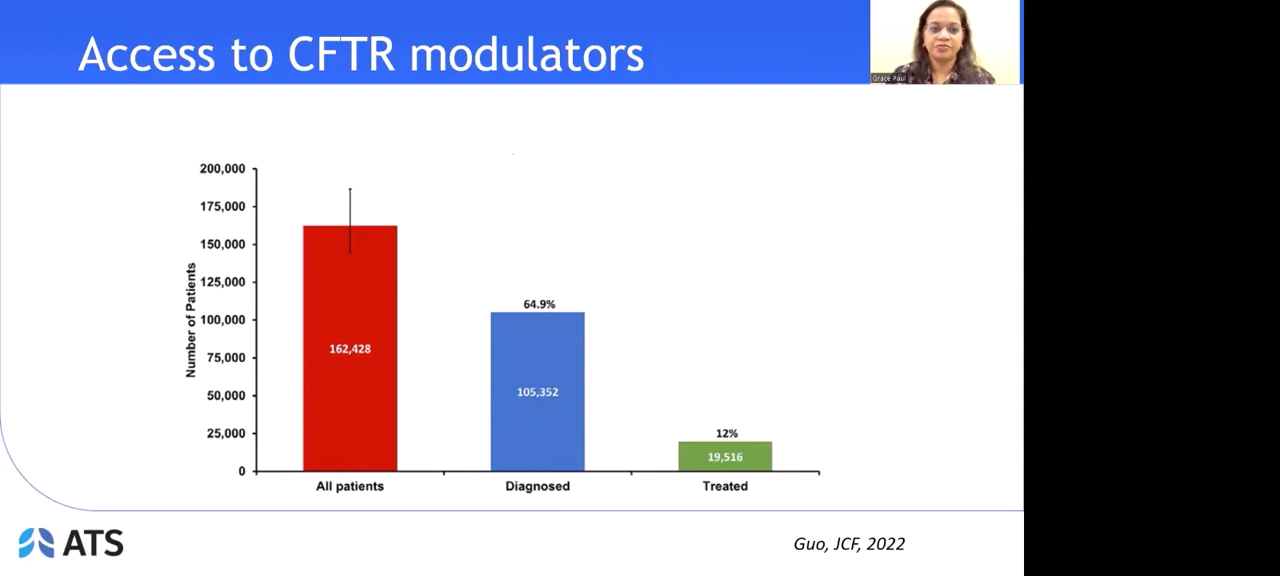 Access to CFTR modulators
Grace Paul
200,000
175,000
150,000
125,000
100,000
75,000
50,000
25,000
0
Number of Patients
162,428
64.9%
105,352
12%
19,516
All patients
Diagnosed
Treated
ATS
Guo, JCF, 2022